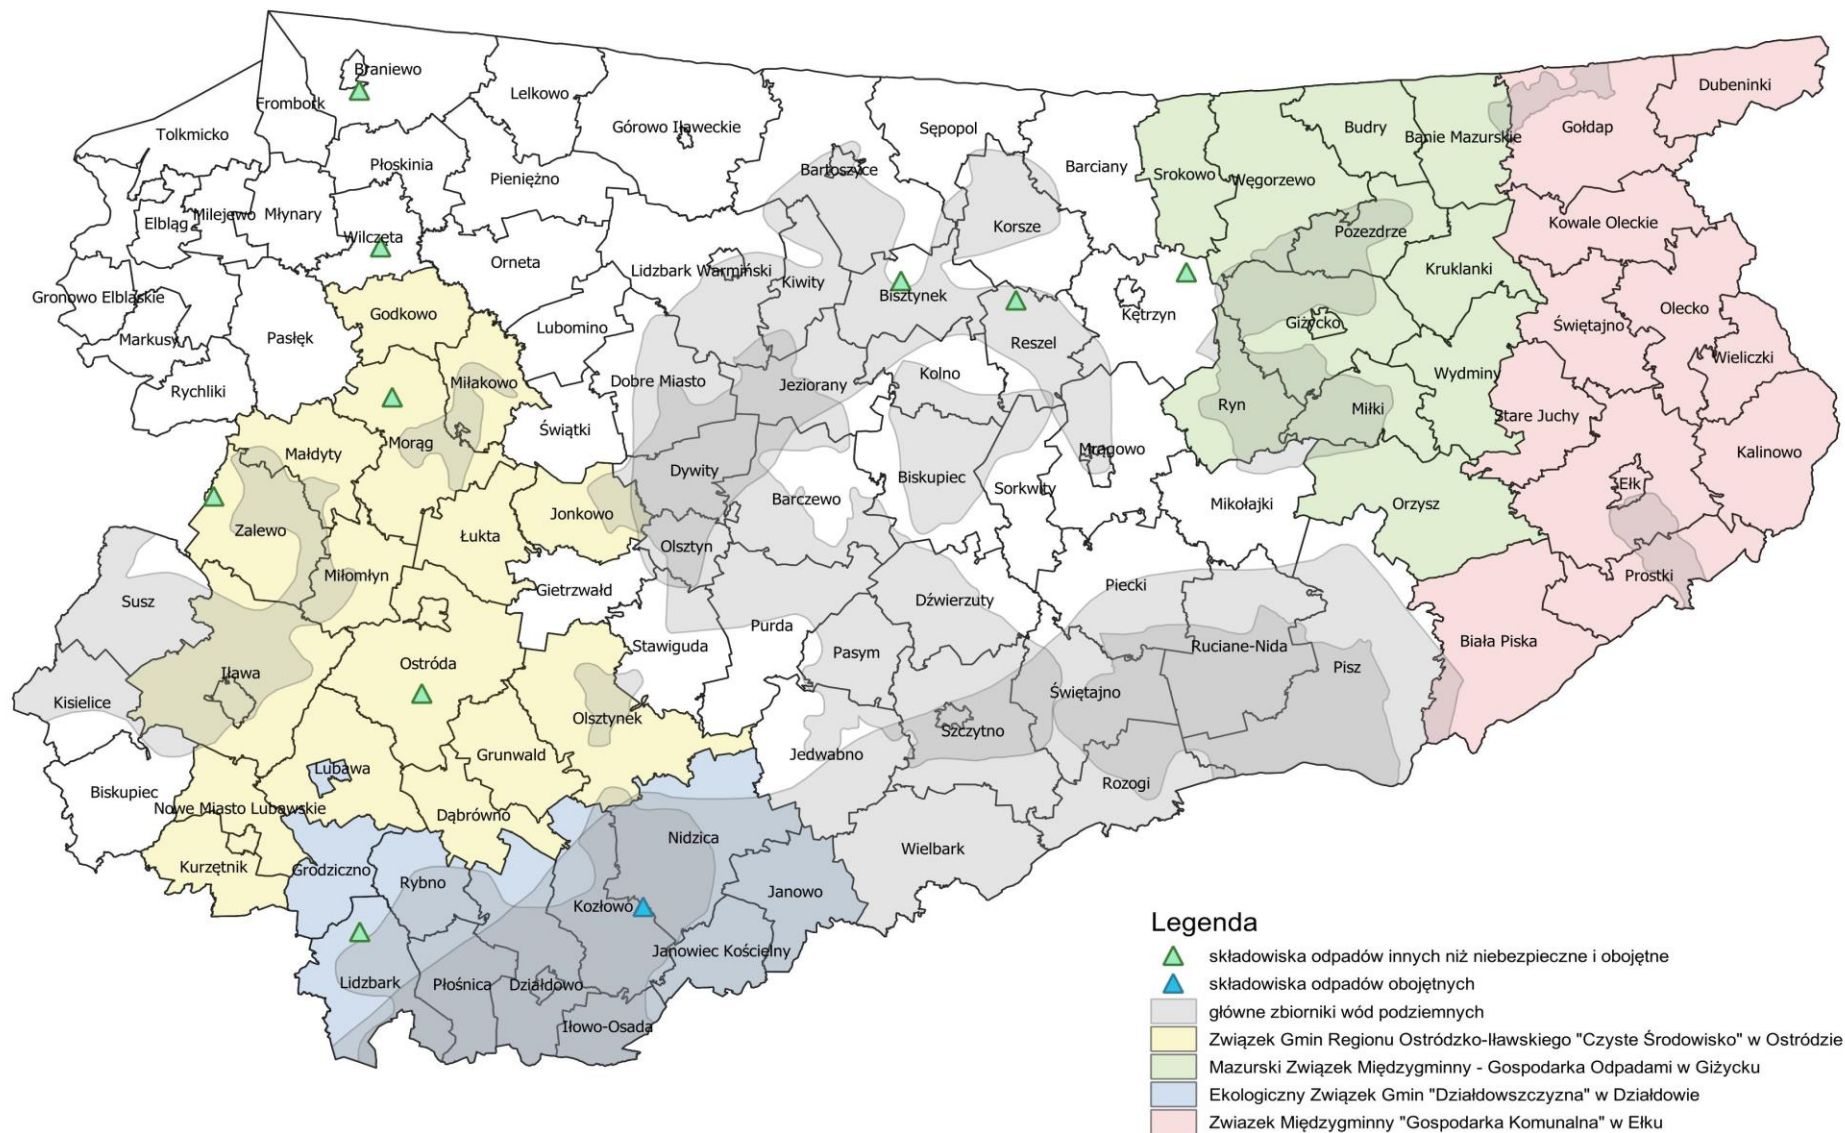 Braniewo
Frombork
Lelkowo
Dubeninki
Tolkmicko
Górowo Iławeckie
Sępopol
Budry
Banie Mazurskie
Gołdap
Płoskinia
Pieniężno
Bartoszyce
Barciany
Srokowo
Węgorzewo
Elbląg
Milejewo
Młynary
Wilczęta
Korsze
Pozezdrze
Kowale Oleckie
Orneta
Lidzbark Warmiński
Kiwity
Bisztynek
Kruklanki
Gronowo Elbląskie
Markusy
Pasłęk
Godkowo
Lubomino
Reszel
Kętrzyn
Giżycko
Świętajno
Olecko
Wieliczki
Rychliki
Miłakowo
Dobre Miasto
Jeziorany
Kolno
Wydminy
Ryn
Miłki
Stare Juchy
Świątki
Morąg
Małdyty
Mrągowo
Kalinowo
Dywity
Barczewo
Biskupiec
Sorkwity
Mikołajki
Orzysz
Ełk
Zalewo
Łukta
Jonkowo
Olsztyn
Miłomłyn
Gietrzwałd
Piecki
Prostki
Susz
Dźwierzuty
Purda
Stawiguda
Pasym
Ruciane-Nida
Biała Piska
Ostróda
Iława
Pisz
Kisielice
Świętajno
Olsztynek
Szczytno
Jedwabno
Grunwald
Lubawa
Rozogi
Biskupiec
Nowe Miasto Lubawskie
Dąbrówno
Nidzica
Wielbark
Kurzętnik
Grodziczno
Rybno
Janowo
Kozłowo
Janowiec Kościelny
Lidzbark
Płośnica
Działdowo
Iłowo-Osada
Legenda
składowiska odpadów innych niż niebezpieczne i obojętne
składowiska odpadów obojętnych
główne zbiorniki wód podziemnych
Związek Gmin Regionu Ostródzko-Iławskiego "Czyste Środowisko" w Ostródzie
Mazurski Związek Międzygminny - Gospodarka Odpadami w Giżycku
Ekologiczny Związek Gmin "Działdowszczyzna" w Działdowie
Zwiazek Międzygminny "Gospodarka Komunalna" w Ełku